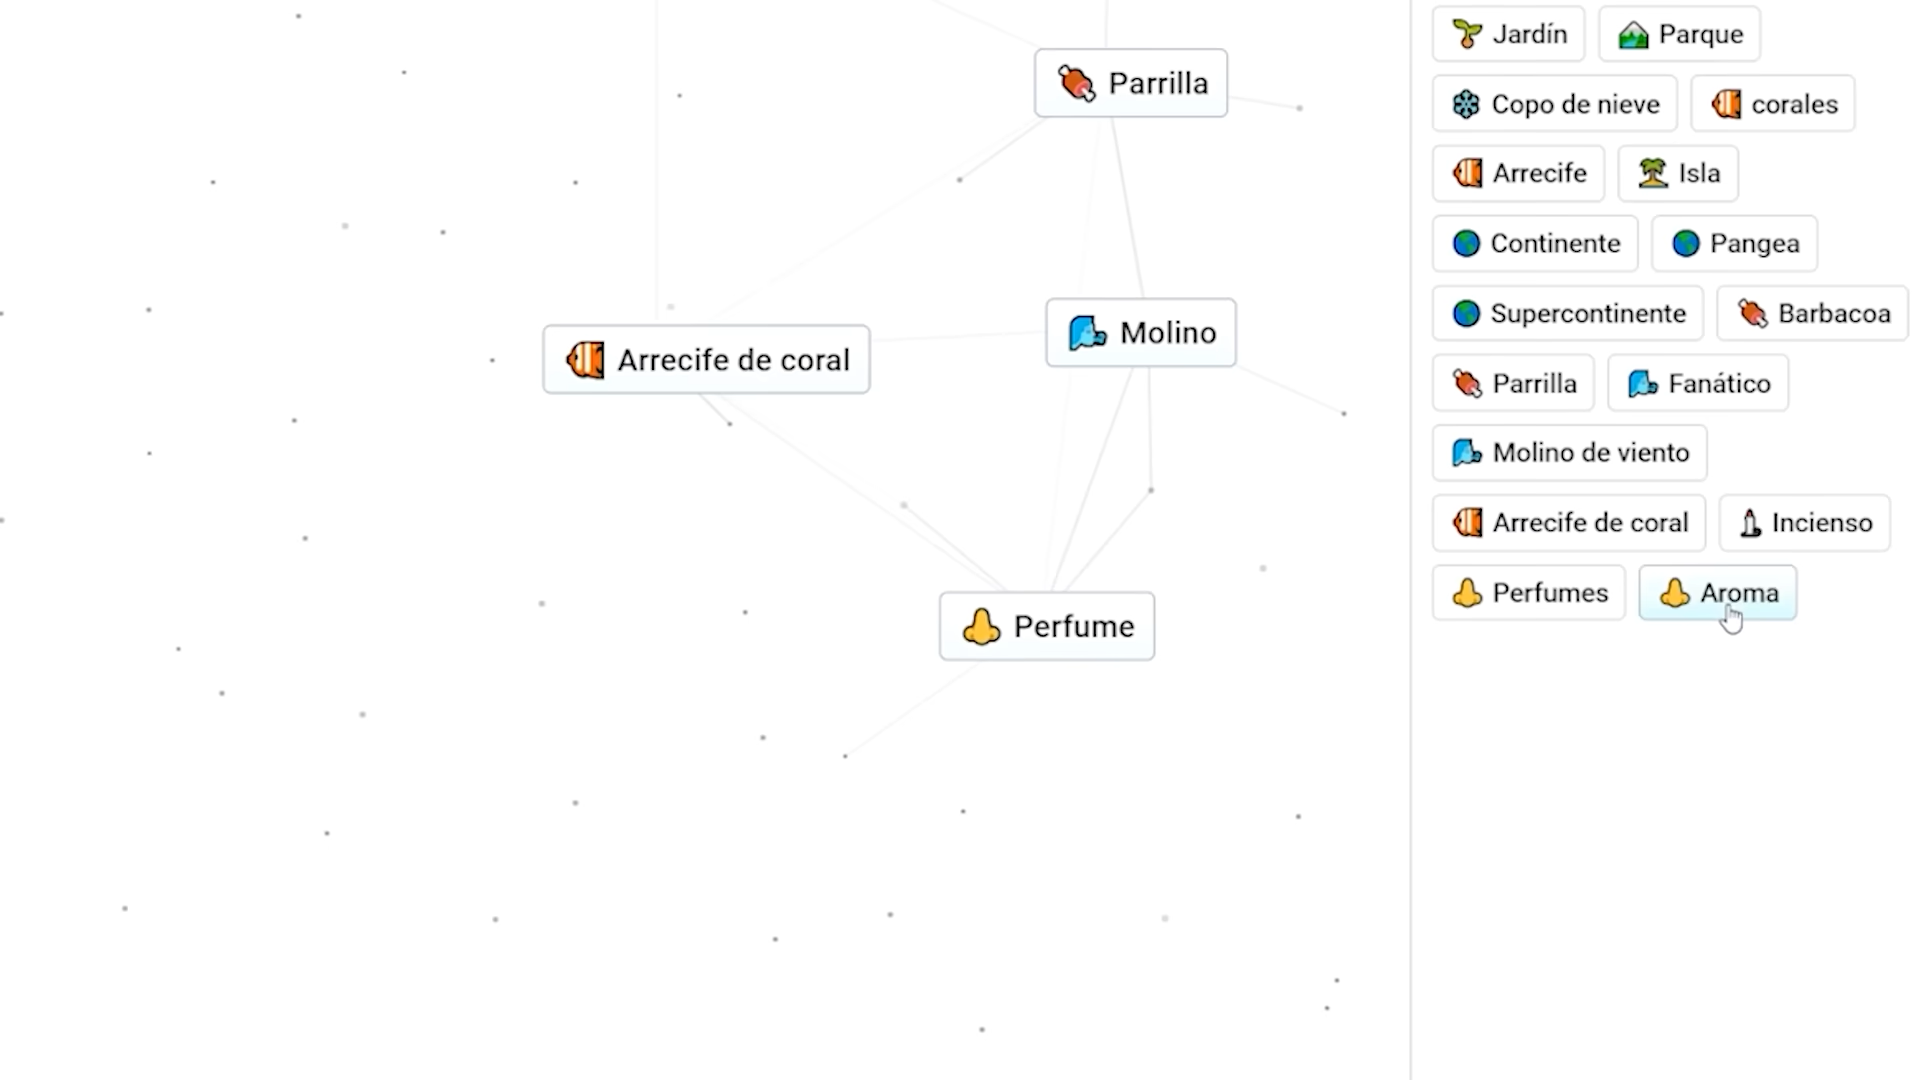 Parrilla
Arrecife de coral
Molino
Perfume
Jardín Parque
Copo de nieve corales
Arrecife Isla
Continente Pangea
Supercontinente Barbacoa
Parrilla Fanático
Molino de viento
Arrecife de coral Incienso
Perfumes Aroma